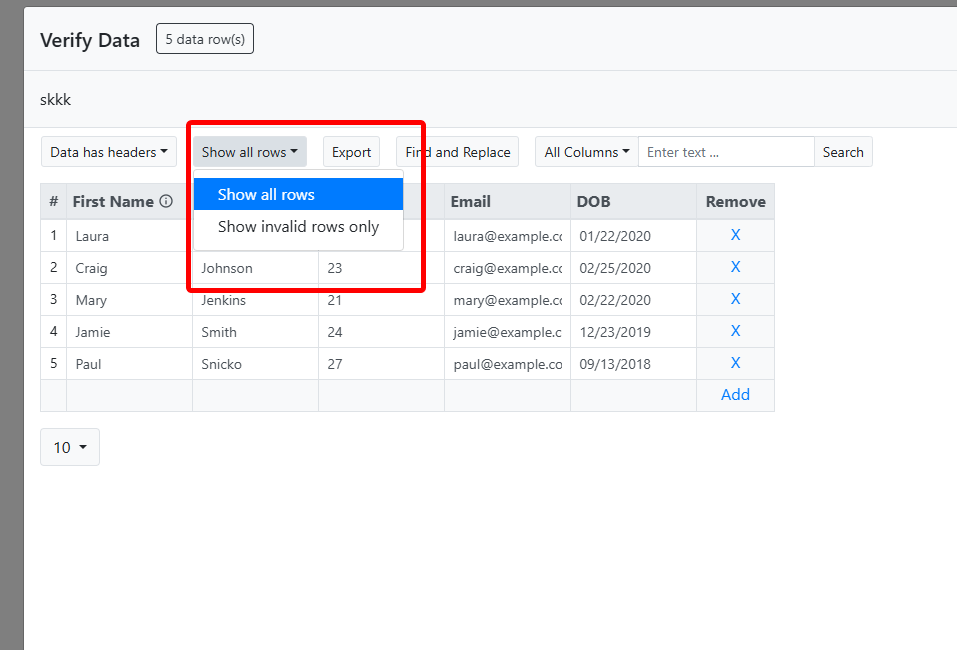 Verify Data 5 data row(s)
skkk
Data has headers Show all rows Export Find and Replace All Columns Enter text ... Search
Show all rows
Show invalid rows only
# First Name Email DOB Remove
1 Laura laura@example.cc 01/22/2020 X
2 Craig Johnson 23 craig@example.cc 02/25/2020 X
3 Mary Jenkins 21 mary@example.cc 02/22/2020 X
4 Jamie Smith 24 jamie@example.c 12/23/2019 X
5 Paul Snicko 27 paul@example.co 09/13/2018 X
Add
10